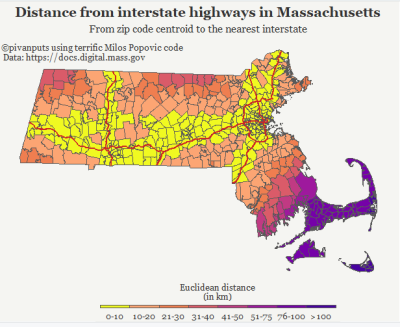 Distance from interstate highways in Massachusetts
From zip code centroid to the nearest interstate
©pivanputs using terrific Milos Popovic code
Data: https://docs.digital.mass.gov
Euclidean distance
(in km)
0-10 10-20 21-30 31-40 41-50 51-75 76-100 >100